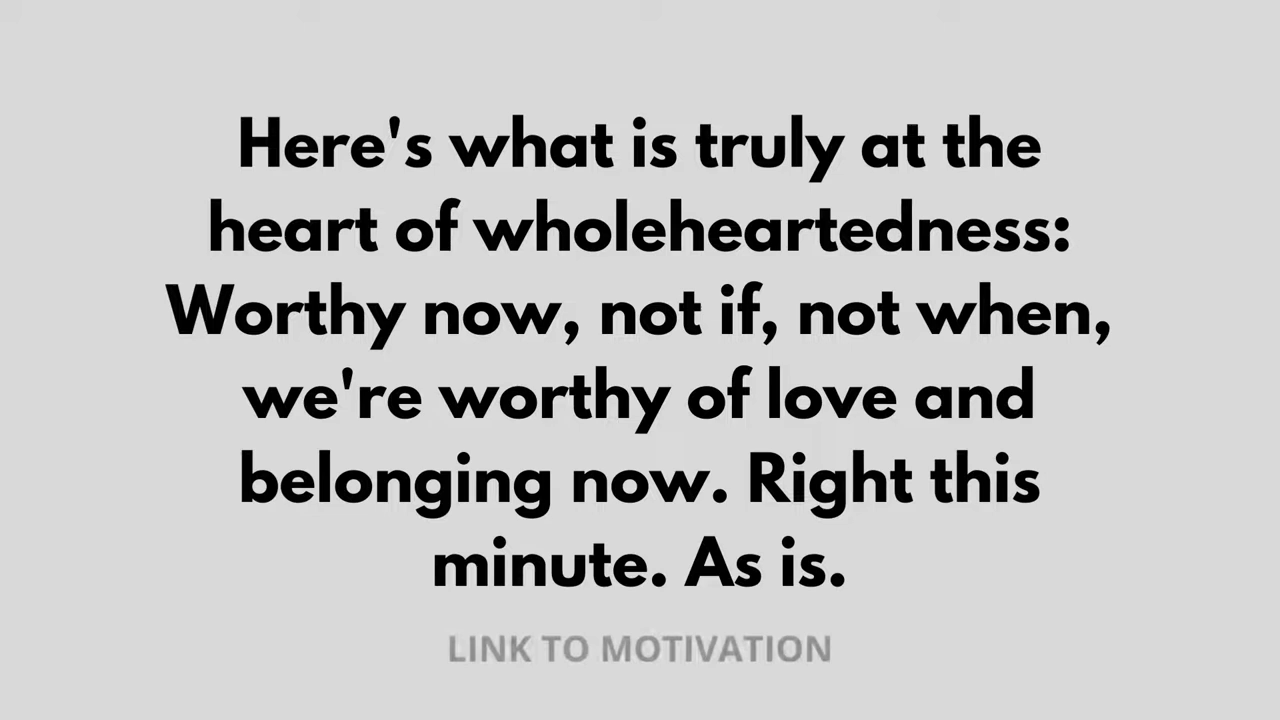 Here's what is truly at the
heart of wholeheartedness:
Worthy now, not if, not when,
we're worthy of love and
belonging now. Right this
minute. As is.
LINK TO MOTIVATION